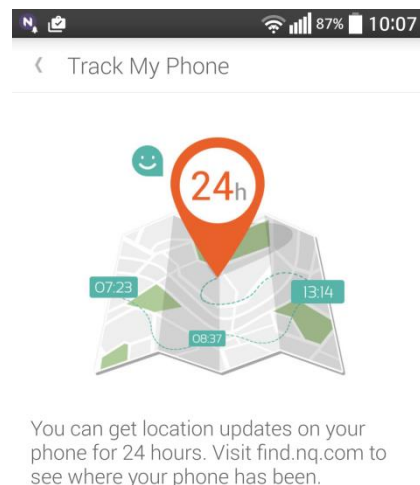 N 87% 10:07
Track My Phone
24h
07:23
13:14
08:37
You can get location updates on your
phone for 24 hours. Visit find.nq.com to
see where your phone has been.